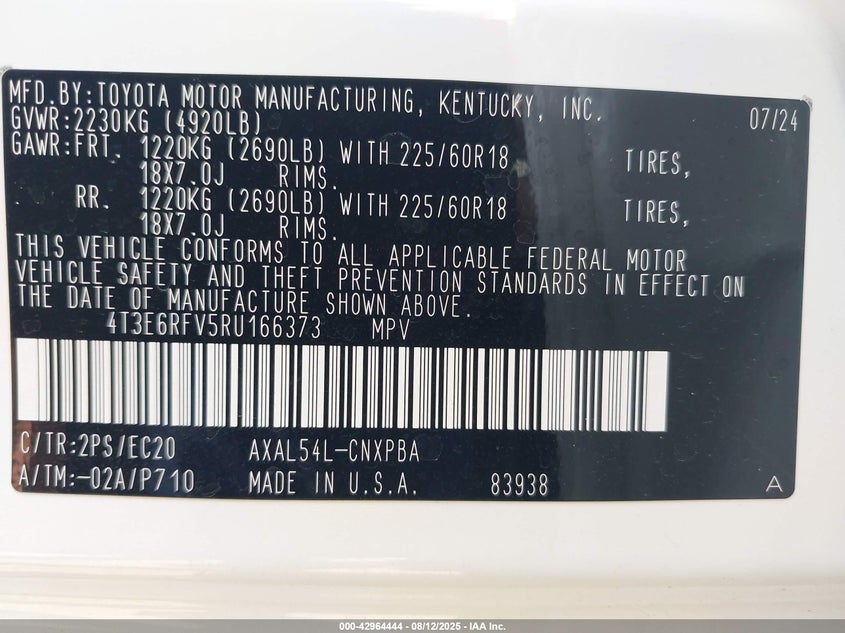 MFD.BY:TOYOTA MOTOR MANUFACTURING, KENTUCKY, INC. 07/24
GVWR:2230KG (4920LB)
GAWR:FRT. 1220KG (2690LB) WITH 225/60R18 TIRES,
18X7.0J RIMS.
. RR. 1220KG (2690LB) WITH 225/60R18 TIRES,
18X7.0J RIMS.
THIS VEHICLE CONFORMS TO ALL APPLICABLE FEDERAL MOTOR
VEHICLE SAFETY AND THEFT PREVENTION STANDARDS IN EFFECT ON
THE DATE OF MANUFACTURE SHOWN ABOVE.
4T3E6RFV5RU166373 MPV
C/TR:2PS/EC20 AXAL54L-CNXPBA
A/TM:-02A/P710 MADE IN U.S.A. 83938 A
000-42964444 - 08/12/2025 - IAA Inc.